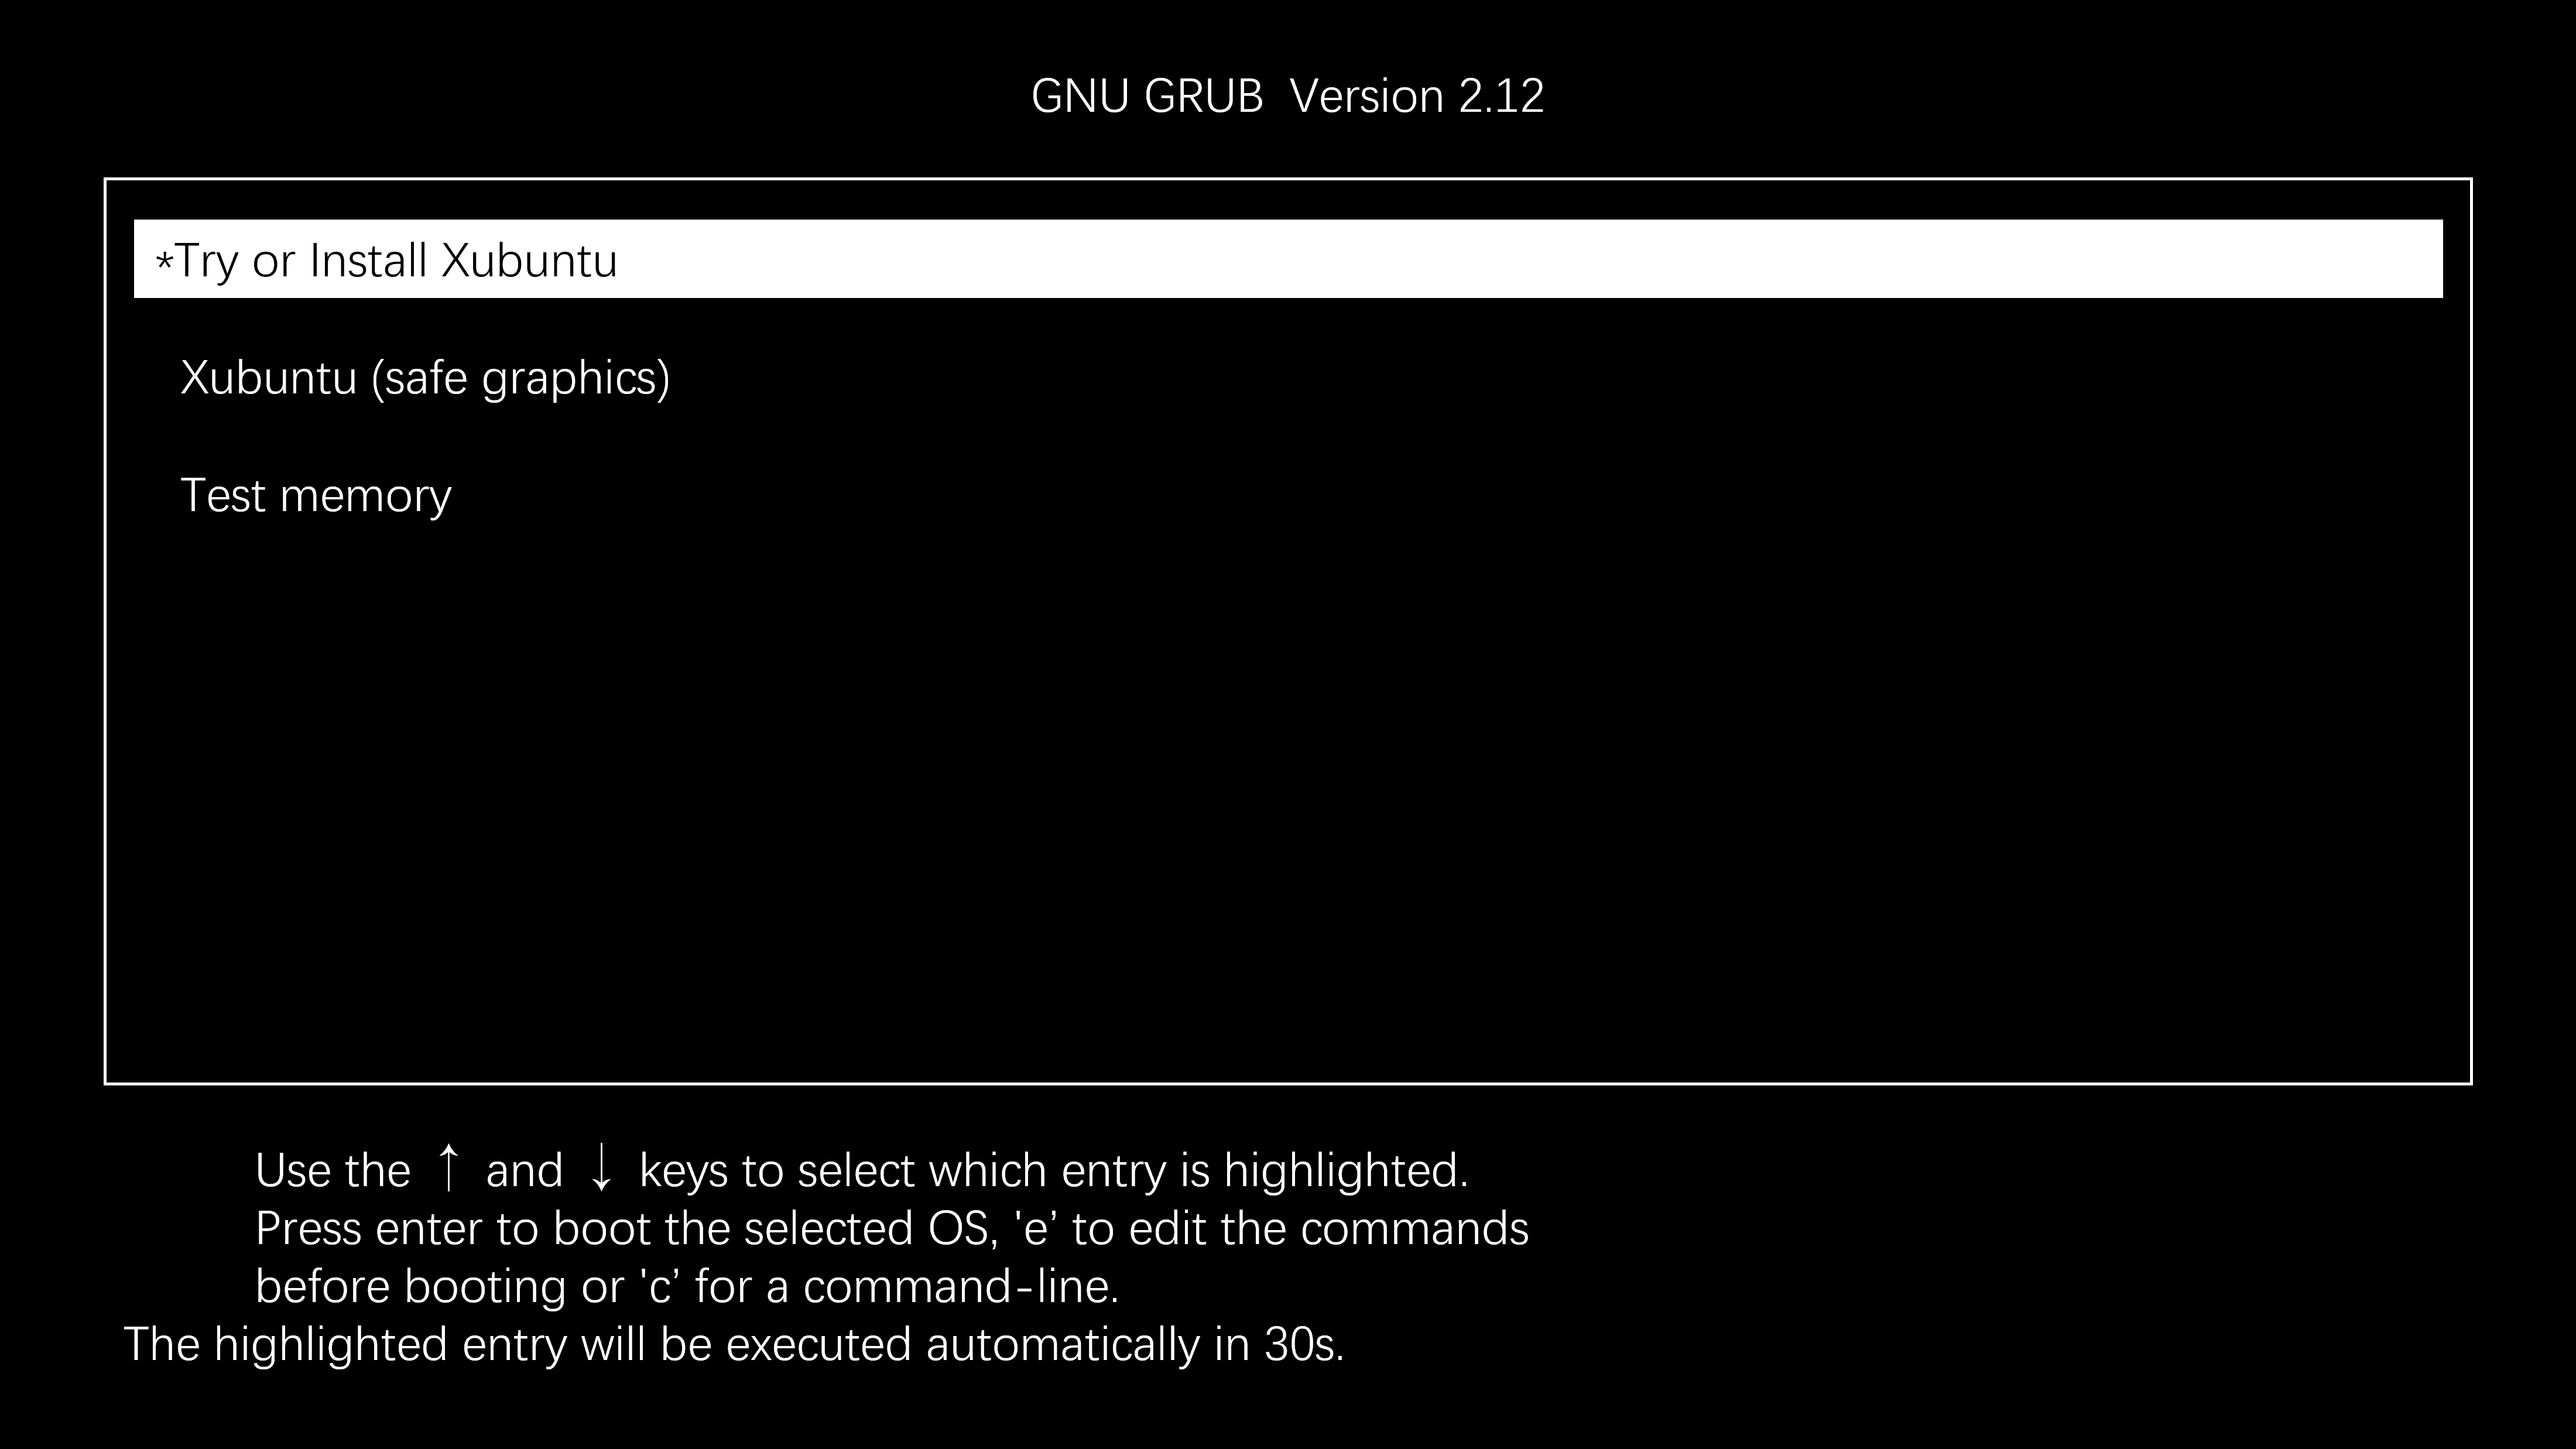 GNU GRUB  Version 2.12
*Try or Install Xubuntu
Xubuntu (safe graphics)
Test memory
Use the ↑ and ↓ keys to select which entry is highlighted.
Press enter to boot the selected OS, 'e’ to edit the commands
before booting or 'c’ for a command-line.
The highlighted entry will be executed automatically in 30s.